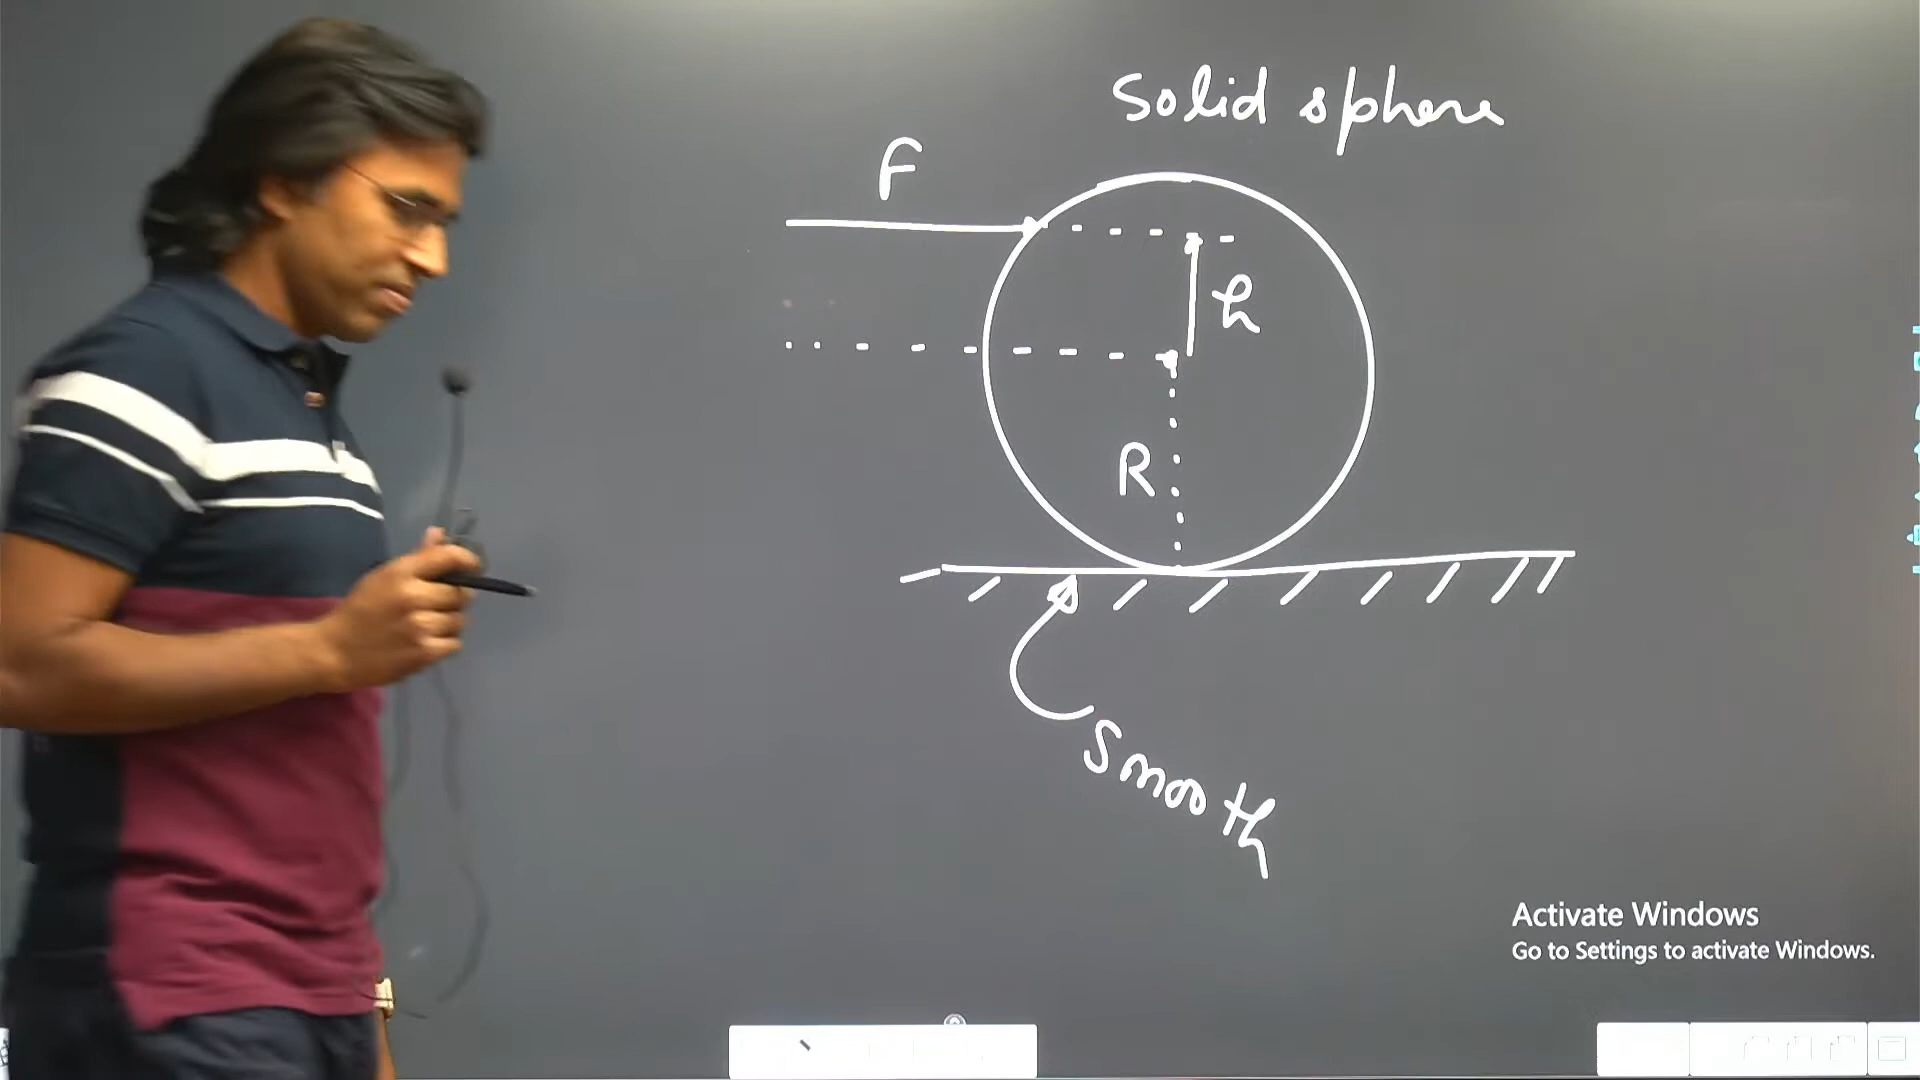 Solid sphere
F
h
R
Smooth
Activate Windows
Go to Settings to activate Windows.